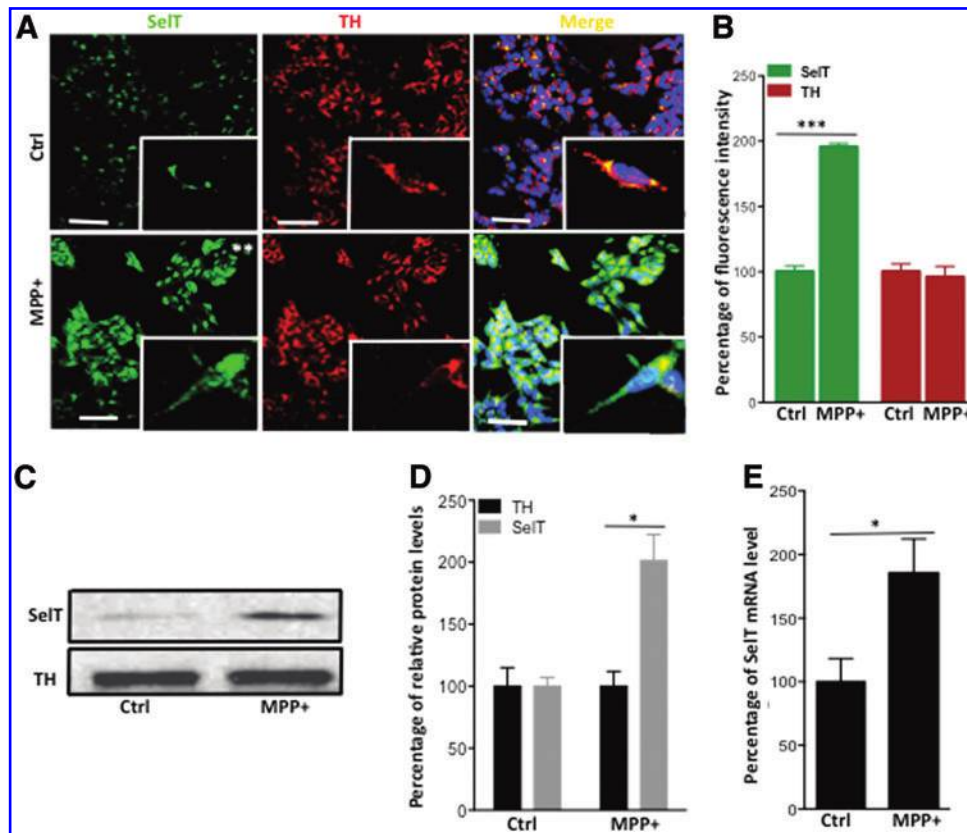 A
SelT
TH
Merge
Ctrl
MPP+
**
B
Percentage of fluorescence intensity
250
200
150
100
50
0
SelT
TH
***
Ctrl MPP+ Ctrl MPP+
C
SelT
TH
Ctrl MPP+
D
Percentage of relative protein levels
250
200
150
100
50
0
TH
SelT
*
Ctrl MPP+
E
Percentage of SelT mRNA level
250
200
150
100
50
0
*
Ctrl MPP+